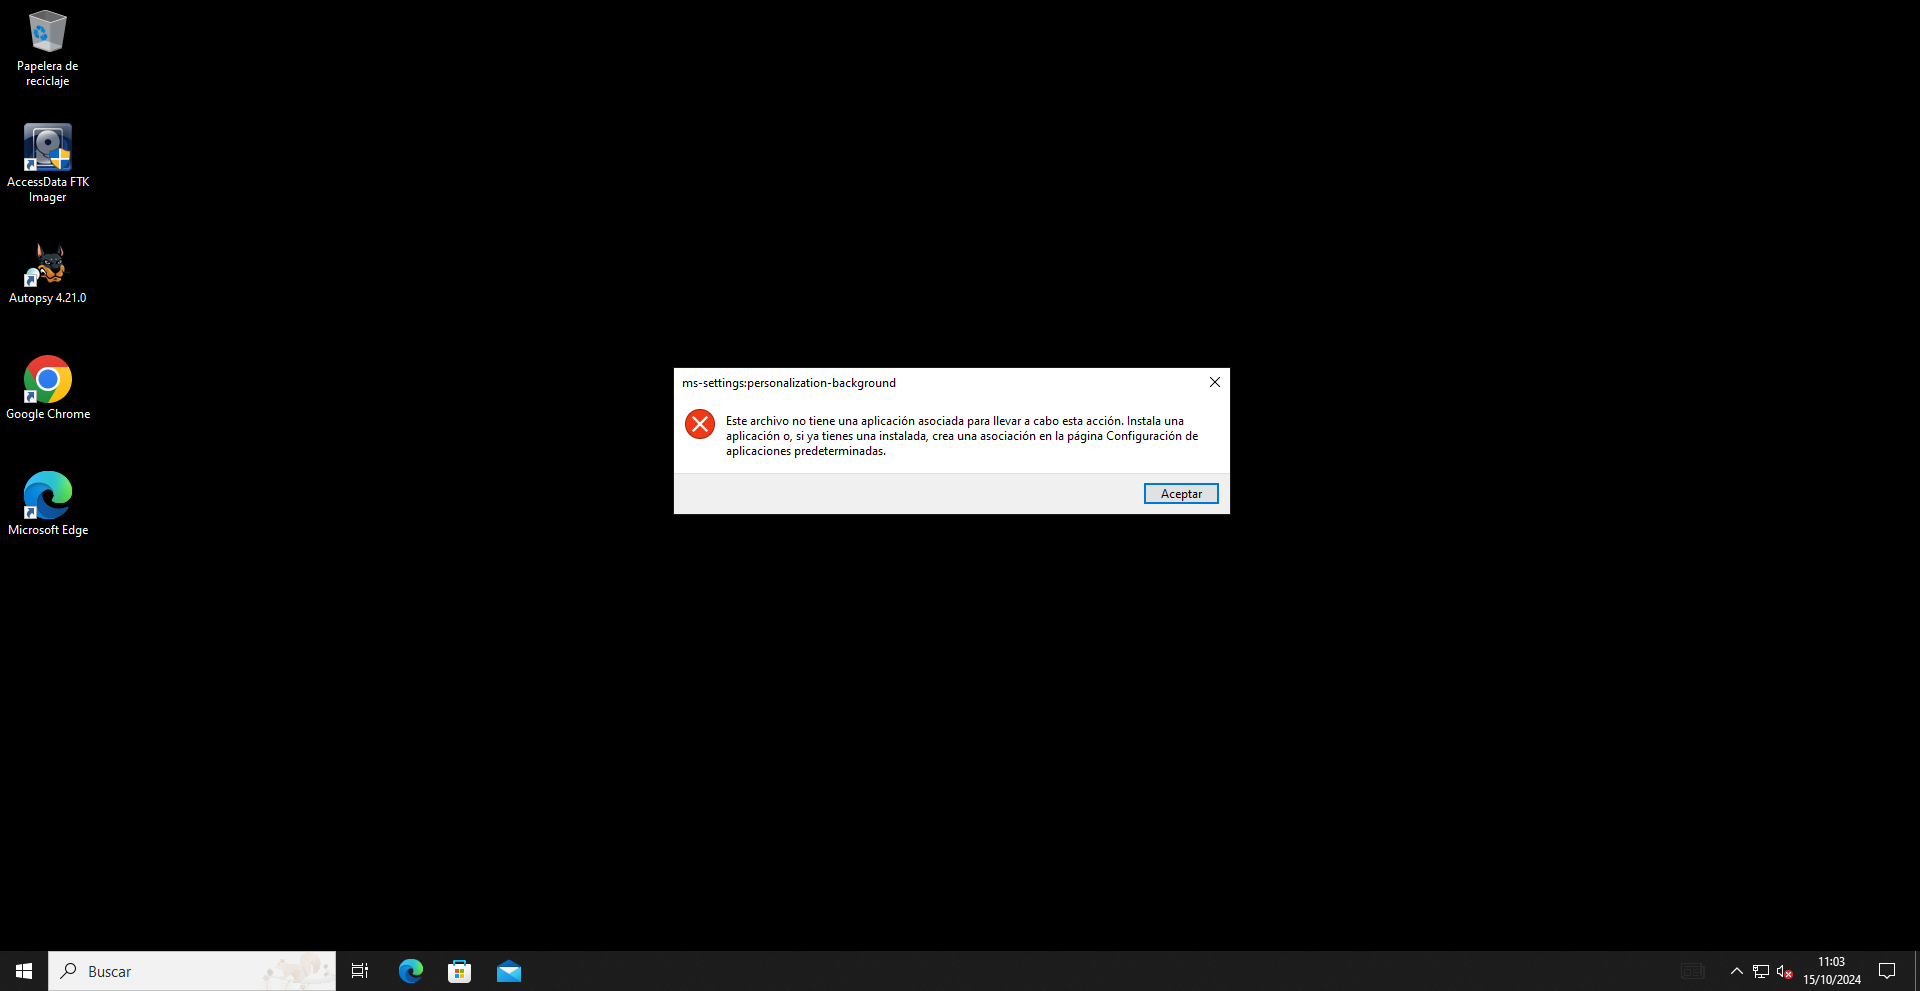 Papelera de
reciclaje
AccessData FTK
Imager
Autopsy 4.21.0
Google Chrome
Microsoft Edge
ms-settings:personalization-background
Este archivo no tiene una aplicación asociada para llevar a cabo esta acción. Instala una
aplicación o, si ya tienes una instalada, crea una asociación en la página Configuración de
aplicaciones predeterminadas.
Aceptar
Buscar
11:03
15/10/2024